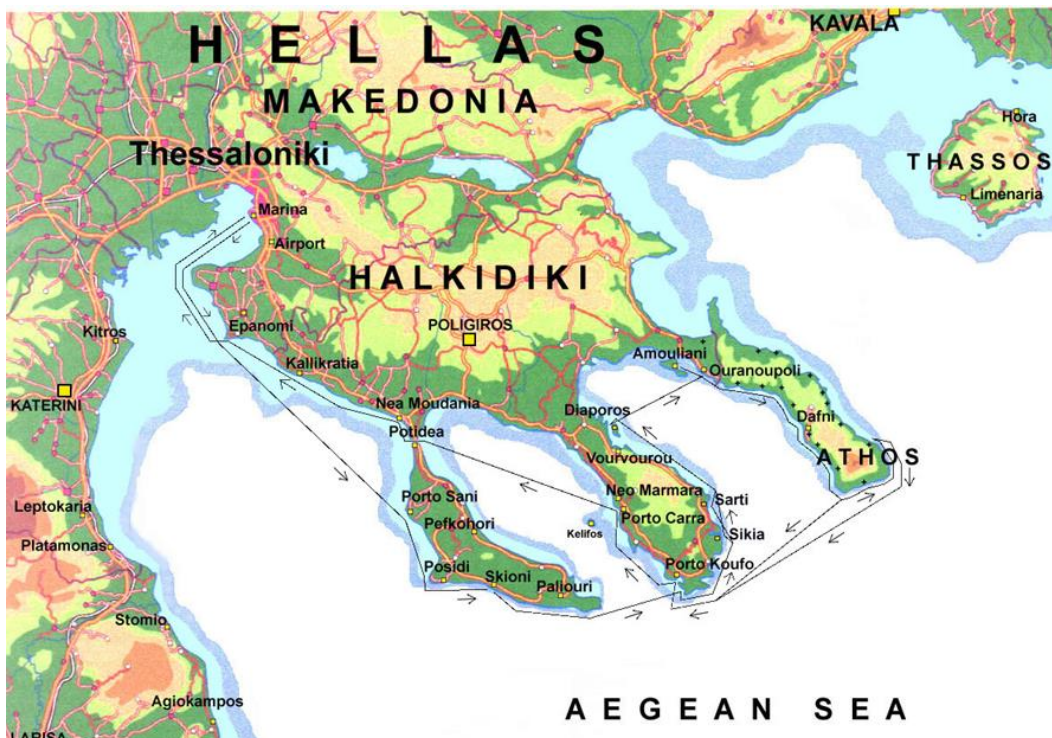 HELLAS
KAVALA
MAKEDONIA
Hora
Thessaloniki
THASSOS
Limenaria
Marina
Airport
HALKIDIKI
Epanomi
POLIGIROS
Kitros
Kallikratia
Amouliani
Ouranoupoli
KATERINI
Nea Moudania
Diaporos
Dafni
Potidea
Vourvourou
ATHOS
Porto Sani
Neo Marmara
Sarti
Leptokaria
Pefkohori
Porto Carra
Kelifos
Sikia
Platamonas
Posidi
Skioni
Paliouri
Porto Koufo
Stomio
Agiokampos
AEGEAN SEA
LARISA